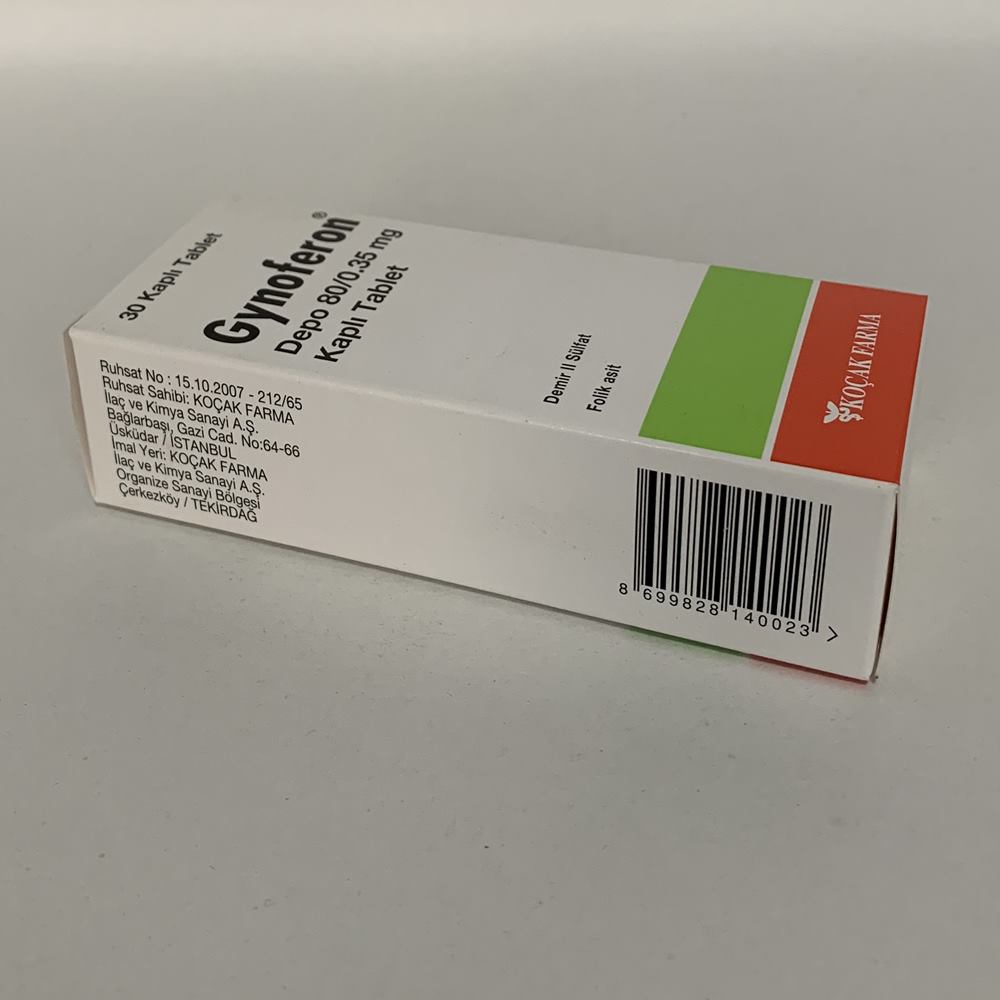 30 Kaplı Tablet
Gynoferon®
Depo 80/0.35 mg
Kaplı Tablet
Demir II Sülfat
Folik asit
KOÇAK FARMA
Ruhsat No : 15.10.2007 - 212/65
Ruhsat Sahibi: KOÇAK FARMA
İlaç ve Kimya Sanayi A.Ş.
Bağlarbaşı, Gazi Cad. No:64-66
Üsküdar / İSTANBUL
İmal Yeri: KOÇAK FARMA
İlaç ve Kimya Sanayi A.Ş.
Organize Sanayi Bölgesi
Çerkezköy / TEKİRDAĞ
8 699828 140023 >